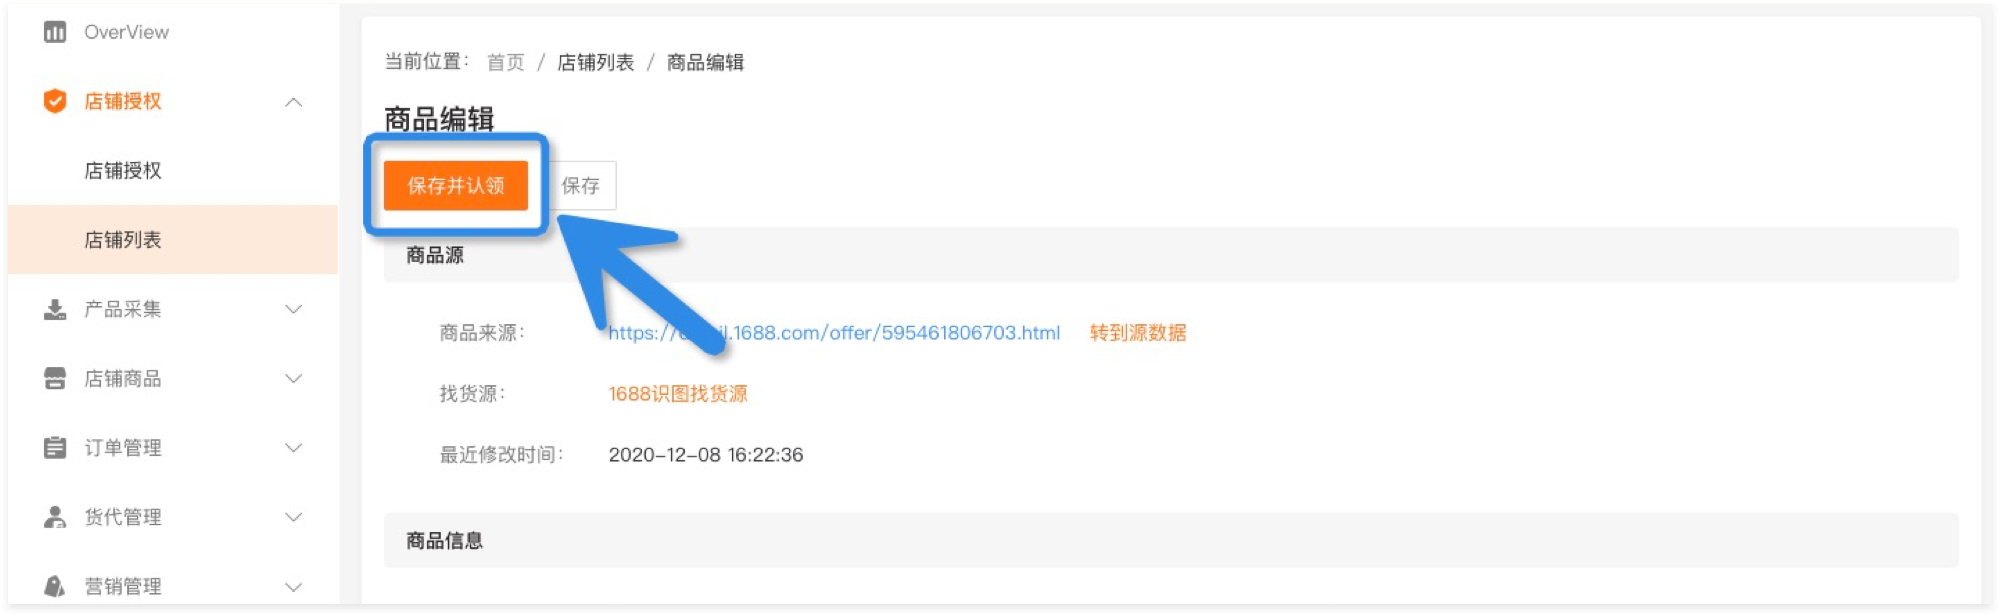 OverView
店铺授权
店铺授权
店铺列表
产品采集
店铺商品
订单管理
货代管理
营销管理
当前位置： 首页 / 店铺列表 / 商品编辑
商品编辑
保存并认领 保存
商品源
商品来源： https:// l.1688.com/offer/595461806703.html 转到源数据
找货源： 1688识图找货源
最近修改时间： 2020-12-08 16:22:36
商品信息